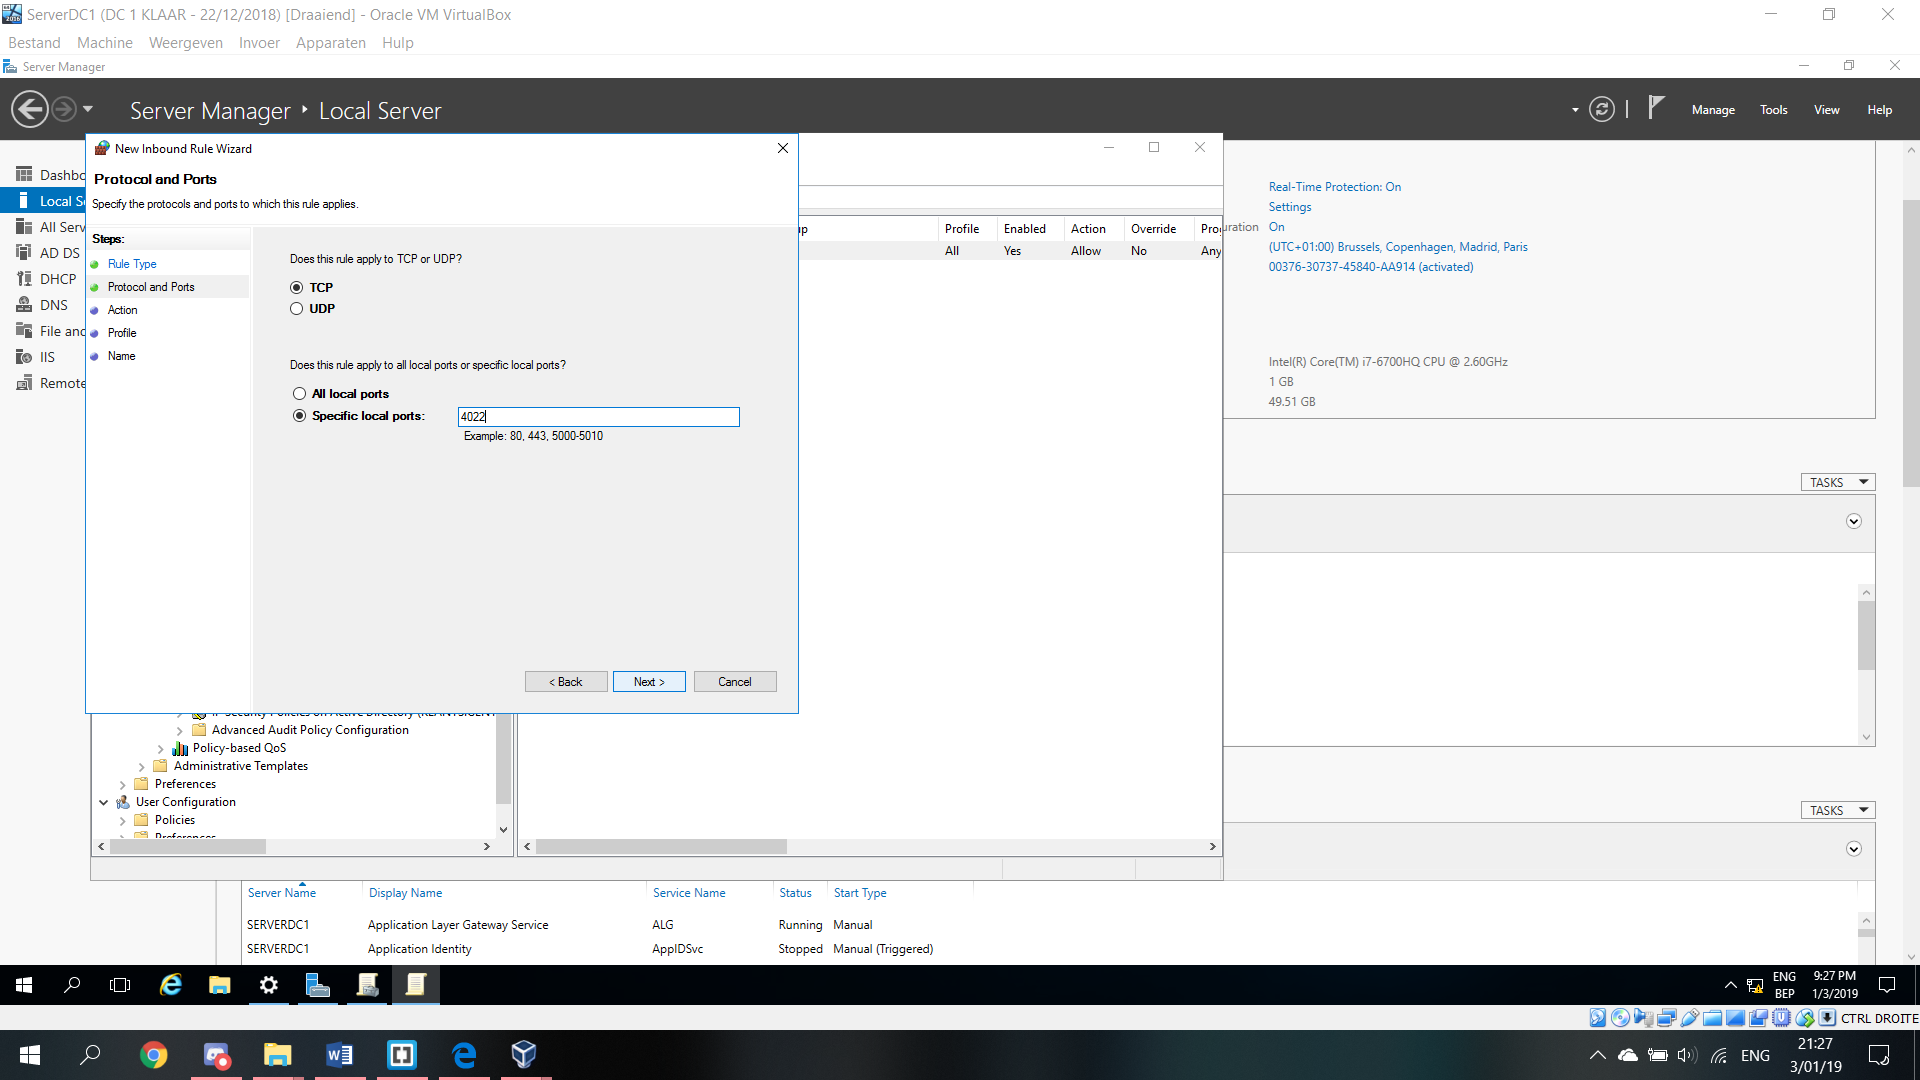 ServerDC1 (DC 1 KLAAR - 22/12/2018) [Draaiend] - Oracle VM VirtualBox
Bestand Machine Weergeven Invoer Apparaten Hulp
Server Manager
Server Manager Local Server
Manage Tools View Help
New Inbound Rule Wizard
Protocol and Ports
Specify the protocols and ports to which this rule applies.
Steps:
Rule Type
Protocol and Ports
Action
Profile
Name
Does this rule apply to TCP or UDP?
TCP
UDP
Does this rule apply to all local ports or specific local ports?
All local ports
Specific local ports: 4022
Example: 80, 443, 5000-5010
< Back Next > Cancel
Dashbo
Local Se
All Serv
AD DS
DHCP
DNS
File and
IIS
Remote
up Profile Enabled Action Override Pro
All Yes Allow No Any
Real-Time Protection: On
Settings
uration On
(UTC+01:00) Brussels, Copenhagen, Madrid, Paris
00376-30737-45840-AA914 (activated)
Intel(R) Core(TM) i7-6700HQ CPU @ 2.60GHz
1 GB
49.51 GB
TASKS
TASKS
IP Security Policies on Active Directory
Advanced Audit Policy Configuration
Policy-based QoS
Administrative Templates
Preferences
User Configuration
Policies
Preferences
Server Name Display Name Service Name Status Start Type
SERVERDC1 Application Layer Gateway Service ALG Running Manual
SERVERDC1 Application Identity AppIDSvc Stopped Manual (Triggered)
ENG 9:27 PM
BEP 1/3/2019
CTRL DROITE
ENG 21:27
3/01/19